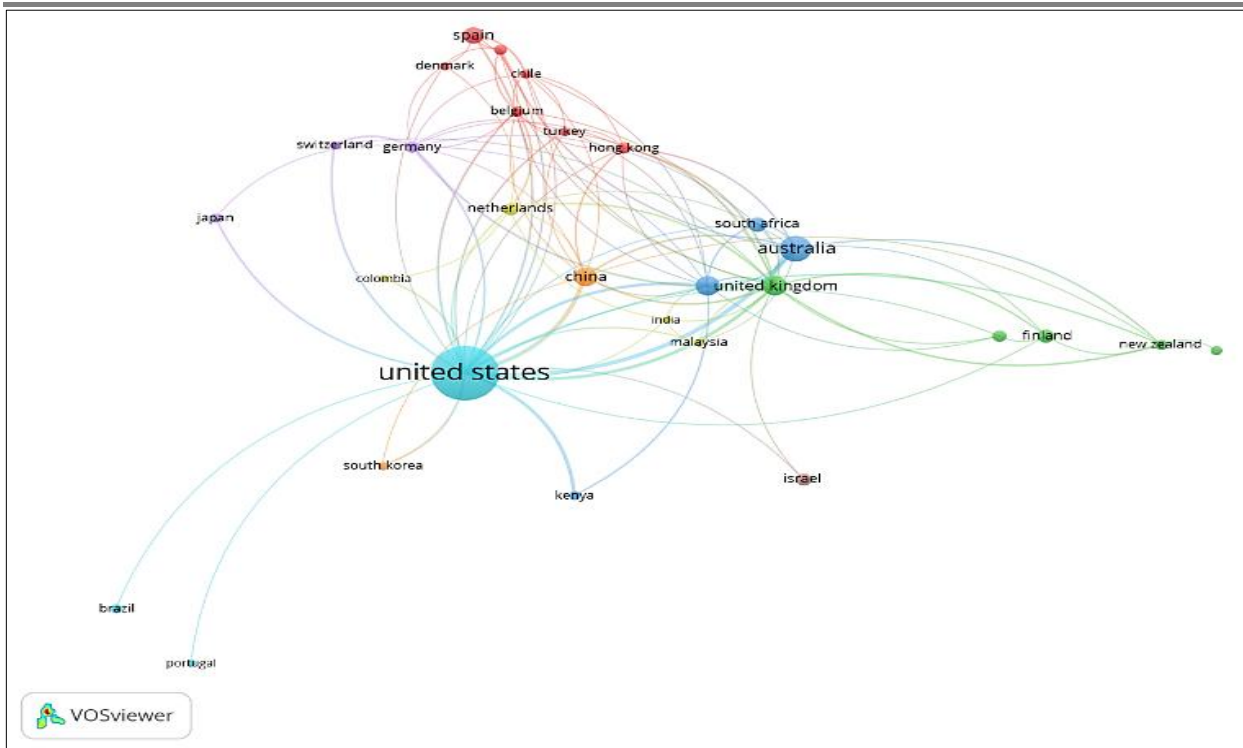 spain
denmark
chile
belgium
turkey
switzerland
germany
hong kong
japan
netherlands
south africa
australia
colombia
china
united kingdom
india
malaysia
finland
new zealand
united states
south korea
israel
kenya
brazil
portugal
VOSviewer